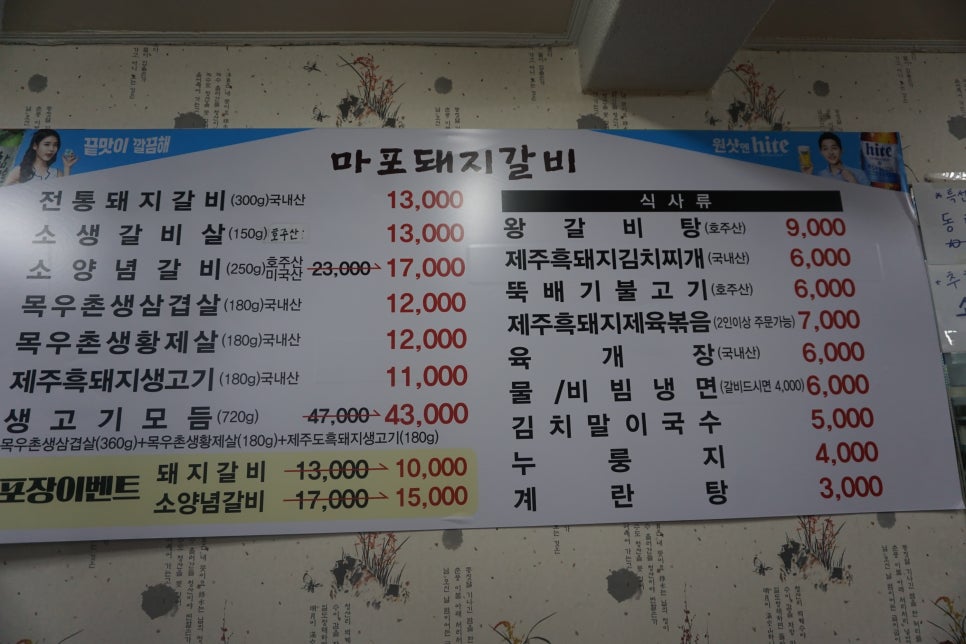 끝맛이 깔끔해
마포돼지갈비
원샷엔 hite
hite
전통돼지갈비(300g)국내산 13,000
소생갈비살(150g)호주산 13,000
소양념갈비(250g)호주산 미국산 23,000 17,000
목우촌생삼겹살(180g)국내산 12,000
목우촌생황제살(180g)국내산 12,000
제주흑돼지생고기(180g)국내산 11,000
생고기모듬(720g) 47,000 43,000
목우촌생삼겹살(360g)+목우촌생황제살(180g)+제주도흑돼지생고기(180g)
포장이벤트
돼지갈비 13,000 10,000
소양념갈비 17,000 15,000
식사류
왕갈비탕(호주산) 9,000
제주흑돼지김치찌개(국내산) 6,000
뚝배기불고기(호주산) 6,000
제주흑돼지제육볶음(2인이상 주문가능) 7,000
육개장(국내산) 6,000
물/비빔냉면(갈비드시면 4,000) 6,000
김치말이국수 5,000
누룽지 4,000
계란탕 3,000